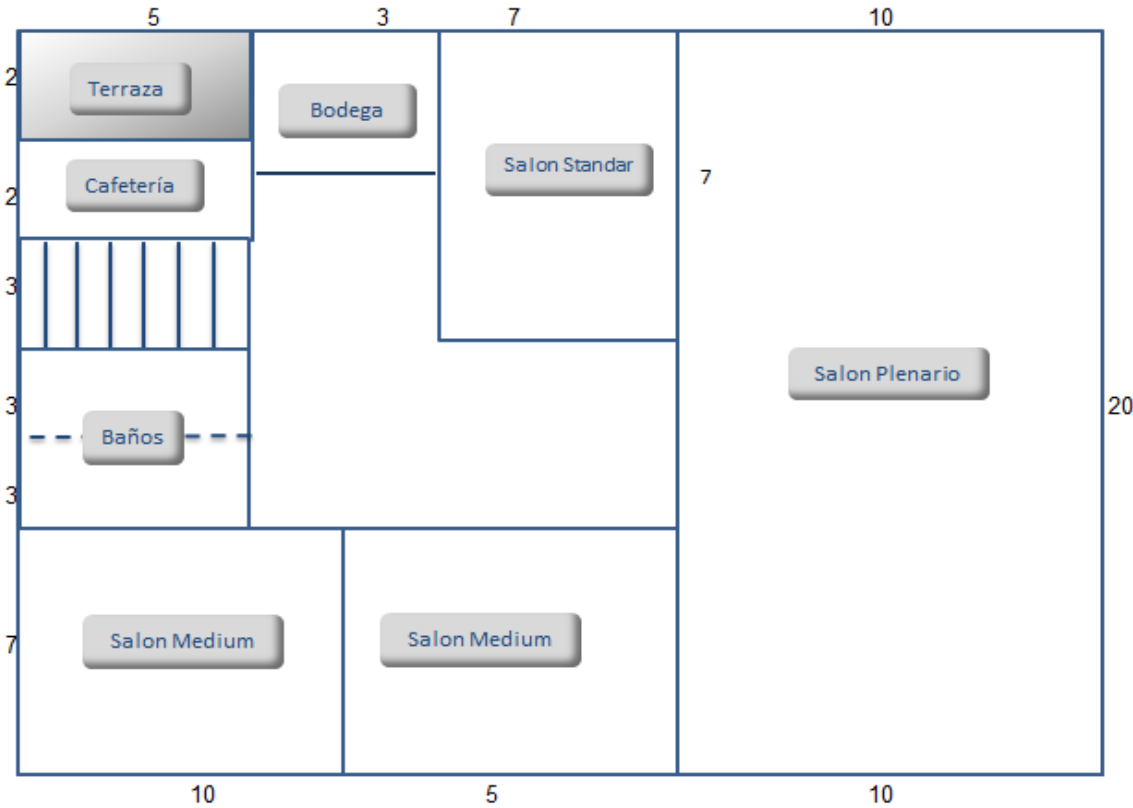 5 3 7 10
2
Terraza
Bodega
Salon Standar
7
2
Cafetería
3
Salon Plenario
3
20
Baños
3
7
Salon Medium
Salon Medium
10 5 10